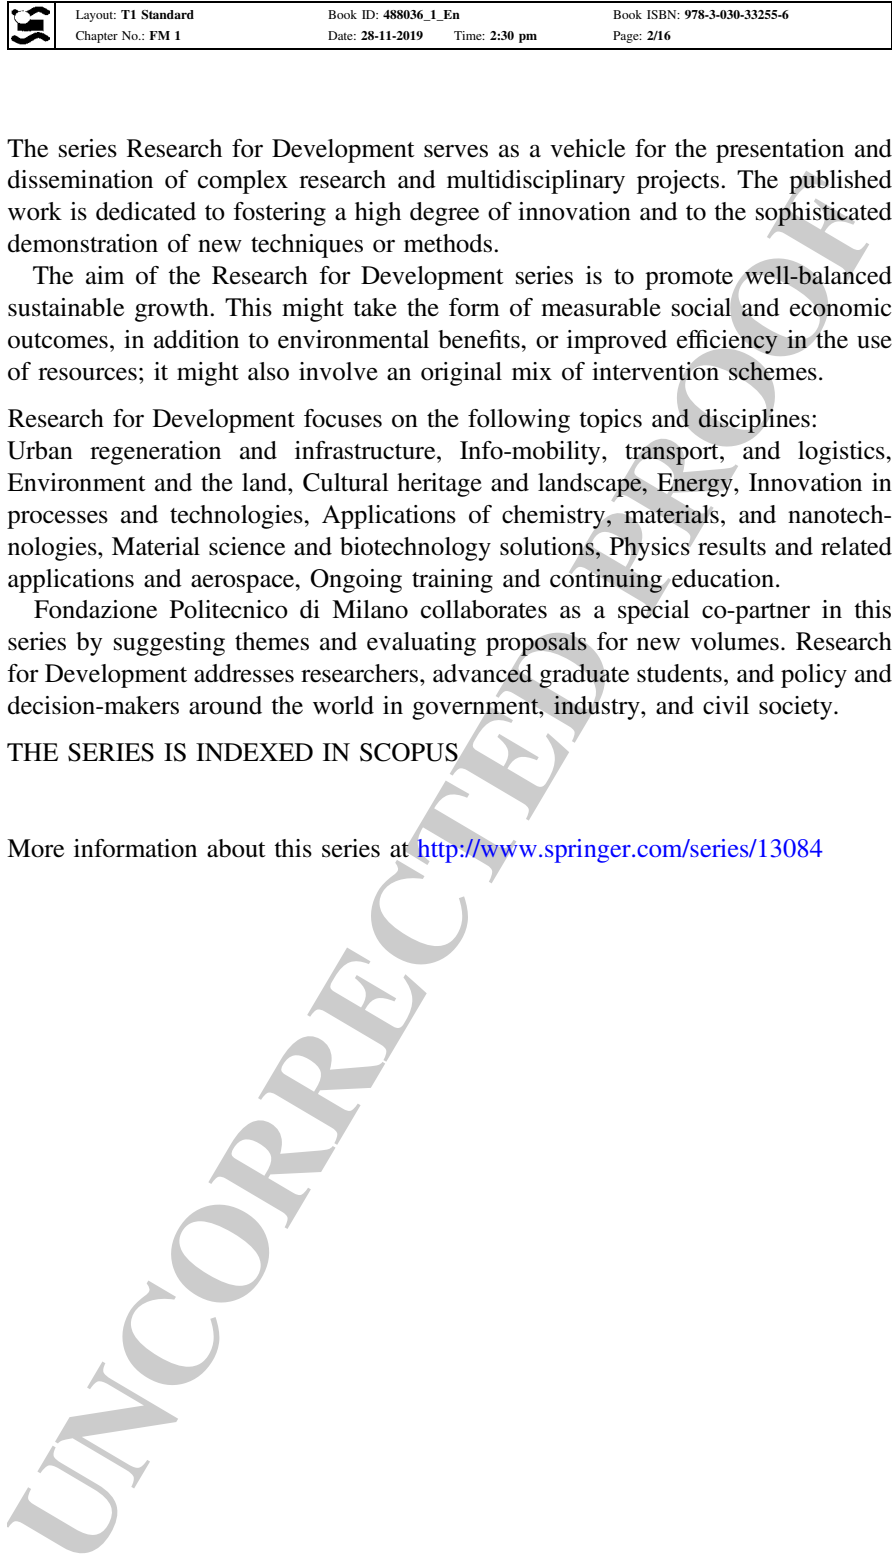 Layout: T1 Standard Book ID: 488036_1_En Book ISBN: 978-3-030-33255-6
Chapter No.: FM 1 Date: 28-11-2019 Time: 2:30 pm Page: 2/16
The series Research for Development serves as a vehicle for the presentation and
dissemination of complex research and multidisciplinary projects. The published
work is dedicated to fostering a high degree of innovation and to the sophisticated
demonstration of new techniques or methods.
The aim of the Research for Development series is to promote well-balanced
sustainable growth. This might take the form of measurable social and economic
outcomes, in addition to environmental benefits, or improved efficiency in the use
of resources; it might also involve an original mix of intervention schemes.
Research for Development focuses on the following topics and disciplines:
Urban regeneration and infrastructure, Info-mobility, transport, and logistics,
Environment and the land, Cultural heritage and landscape, Energy, Innovation in
processes and technologies, Applications of chemistry, materials, and nanotech-
nologies, Material science and biotechnology solutions, Physics results and related
applications and aerospace, Ongoing training and continuing education.
Fondazione Politecnico di Milano collaborates as a special co-partner in this
series by suggesting themes and evaluating proposals for new volumes. Research
for Development addresses researchers, advanced graduate students, and policy and
decision-makers around the world in government, industry, and civil society.
THE SERIES IS INDEXED IN SCOPUS
More information about this series at http://www.springer.com/series/13084
UNCORRECTED PROOF